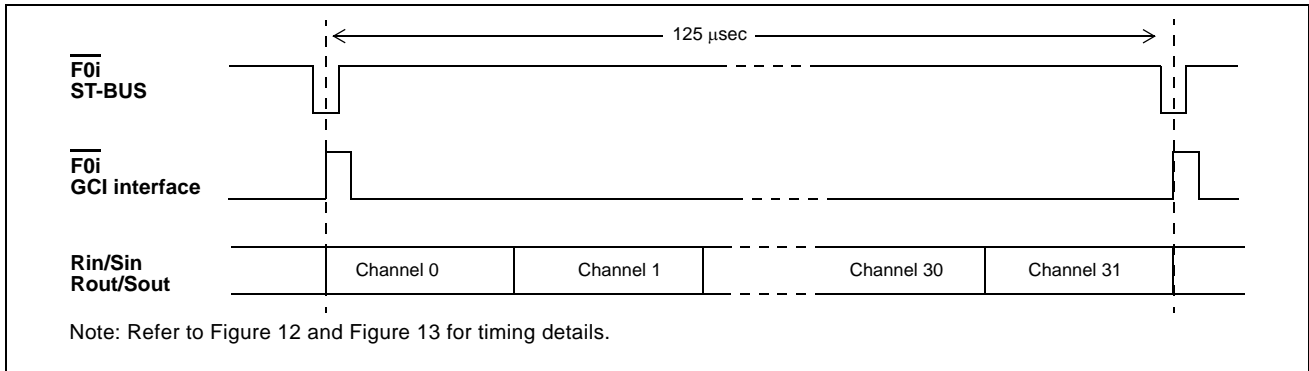 125 μsec
F0i
ST-BUS
F0i
GCI interface
Rin/Sin
Rout/Sout
Channel 0
Channel 1
Channel 30
Channel 31
Note: Refer to Figure 12 and Figure 13 for timing details.